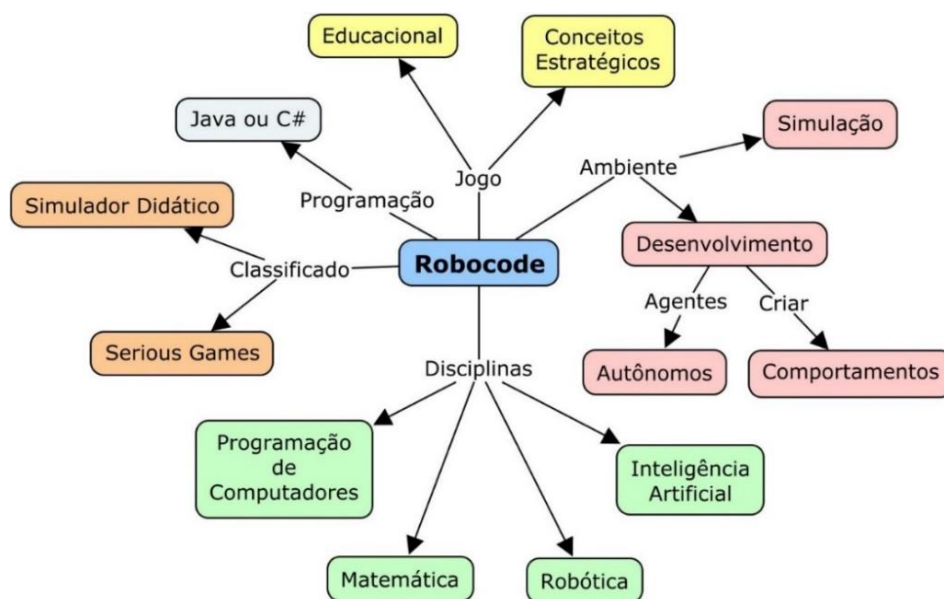 Educacional
Conceitos
Estratégicos
Java ou C#
Simulação
Programação
Jogo
Ambiente
Simulador Didático
Classificado
Robocode
Desenvolvimento
Serious Games
Agentes
Criar
Disciplinas
Autônomos
Comportamentos
Programação
de
Computadores
Inteligência
Artificial
Matemática
Robótica